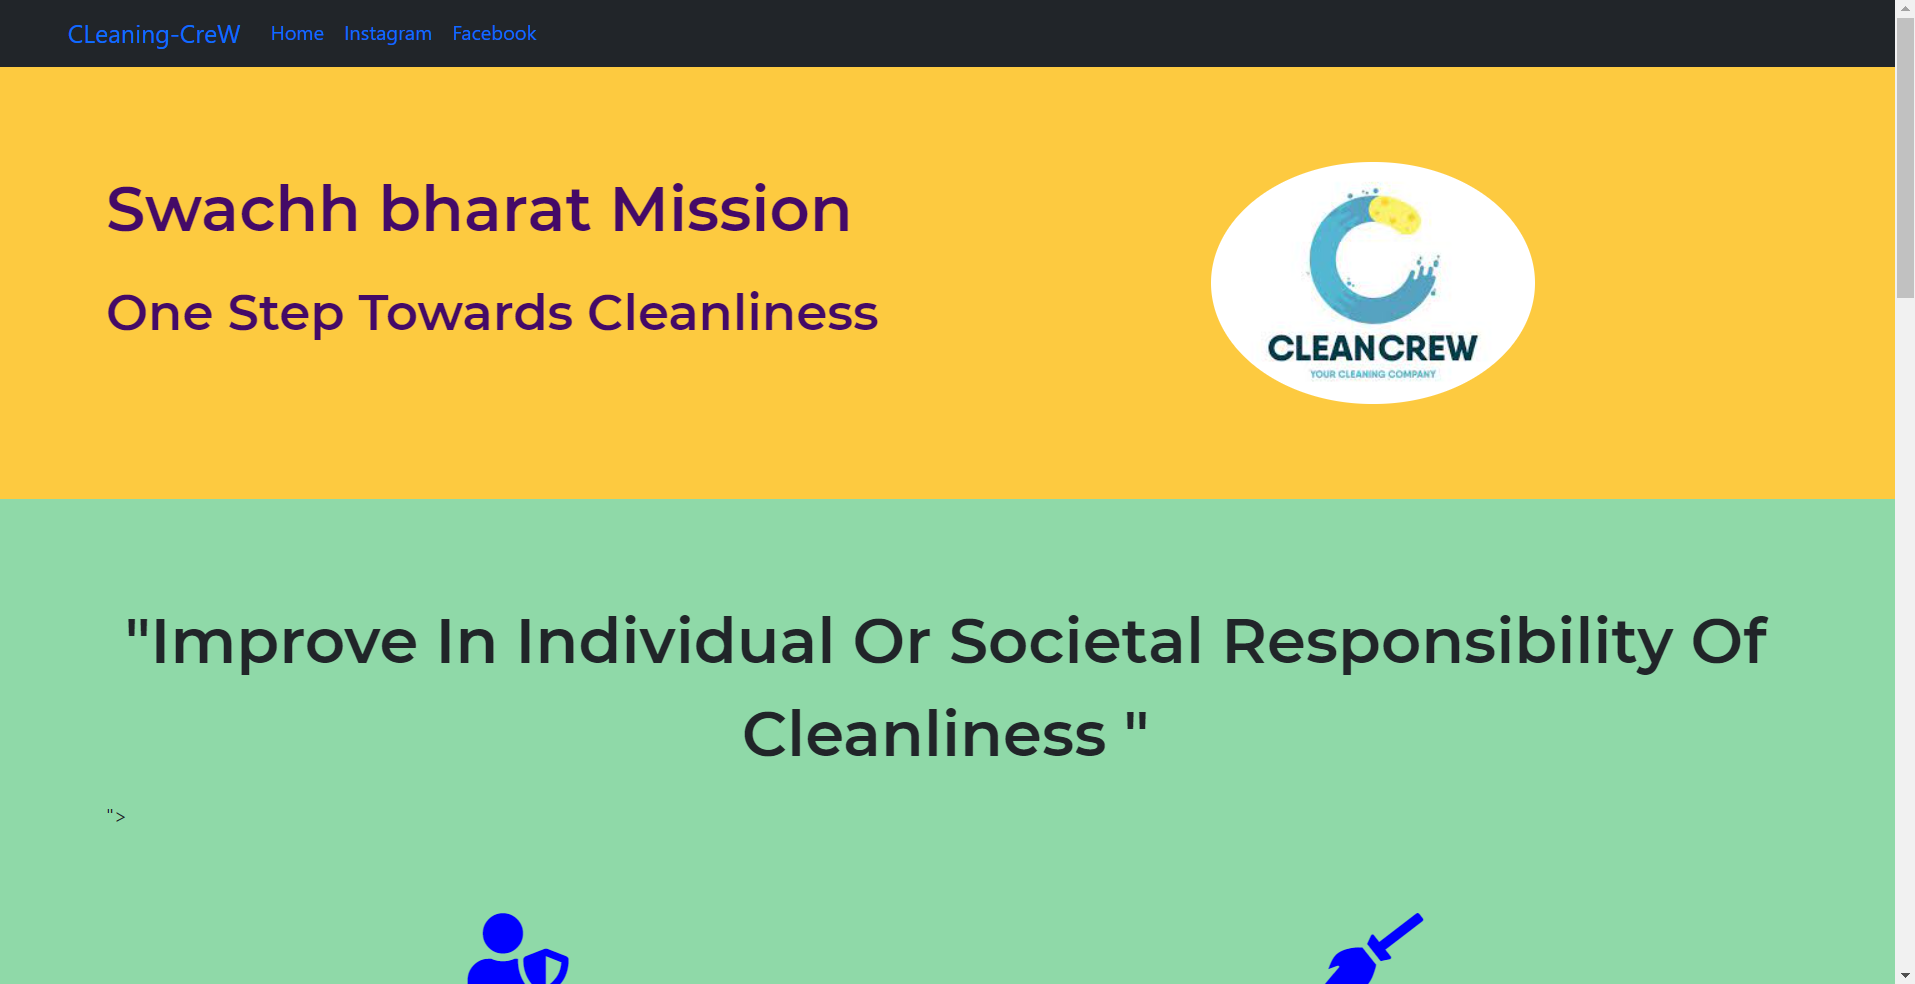 CLeaning-CreW Home Instagram Facebook
Swachh bharat Mission
One Step Towards Cleanliness
CLEANCREW
YOUR CLEANING COMPANY
"Improve In Individual Or Societal Responsibility Of
Cleanliness "
">